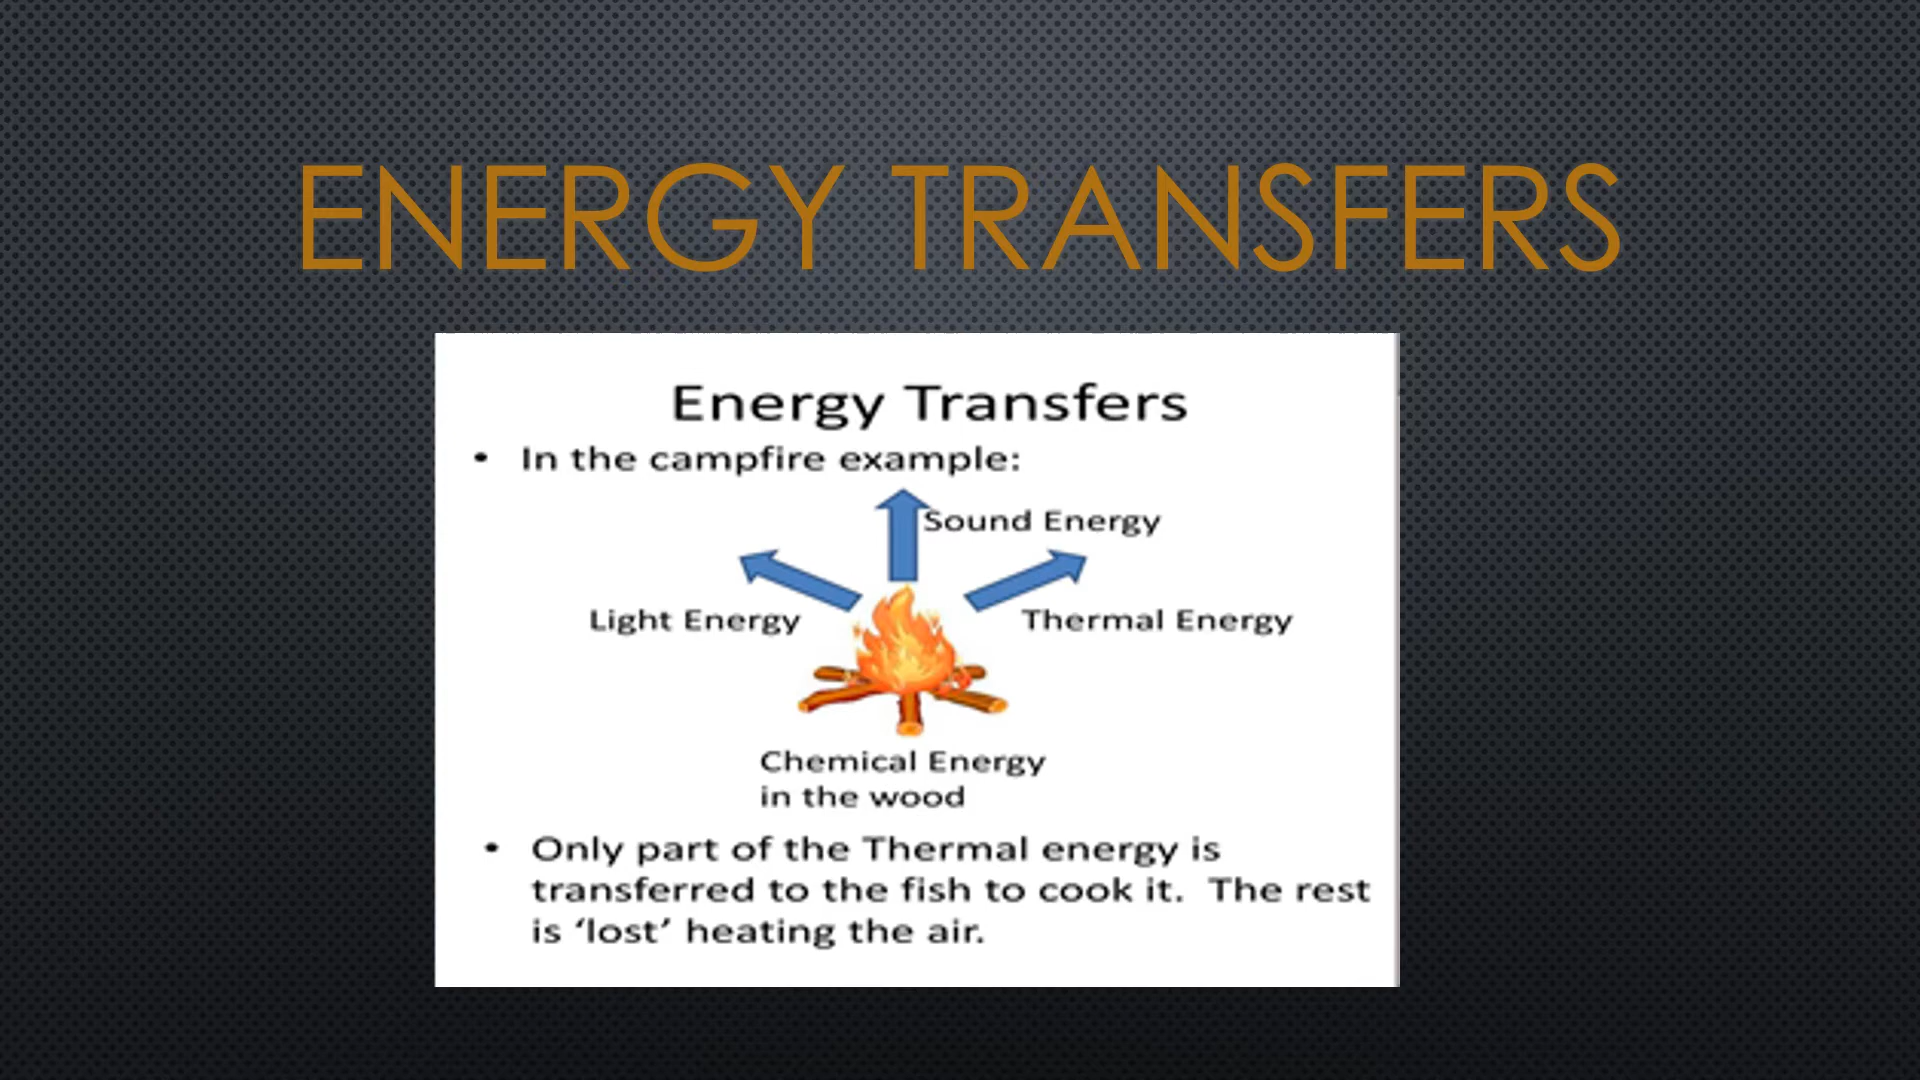 ENERGY TRANSFERS
Energy Transfers
• In the campfire example:
Sound Energy
Light Energy
Thermal Energy
Chemical Energy
in the wood
• Only part of the Thermal energy is
transferred to the fish to cook it. The rest
is ‘lost’ heating the air.